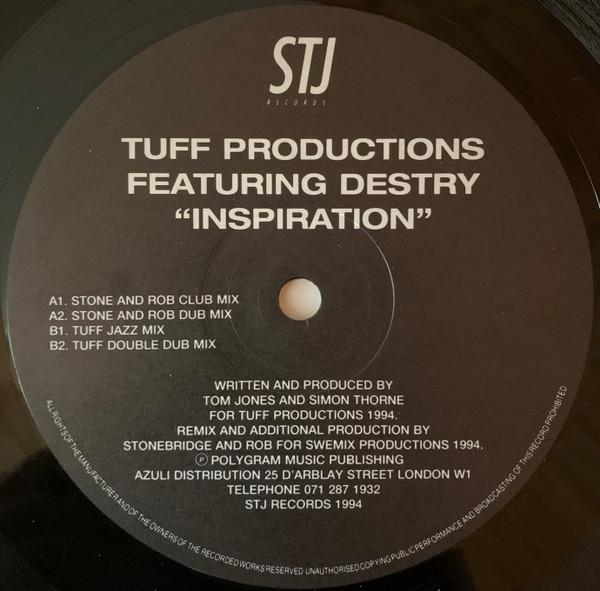 STJ
RECORDS
TUFF PRODUCTIONS
FEATURING DESTRY
“INSPIRATION”
A1. STONE AND ROB CLUB MIX
A2. STONE AND ROB DUB MIX
B1. TUFF JAZZ MIX
B2. TUFF DOUBLE DUB MIX
WRITTEN AND PRODUCED BY
TOM JONES AND SIMON THORNE
FOR TUFF PRODUCTIONS 1994.
REMIX AND ADDITIONAL PRODUCTION BY
STONEBRIDGE AND ROB FOR SWEMIX PRODUCTIONS 1994.
Ⓟ POLYGRAM MUSIC PUBLISHING
AZULI DISTRIBUTION 25 D'ARBLAY STREET LONDON W1
TELEPHONE 071 287 1932
STJ RECORDS 1994
ALL RIGHTS OF THE MANUFACTURER AND OF THE OWNERS OF THE RECORDED WORKS RESERVED UNAUTHORISED COPYING PUBLIC PERFORMANCE AND BROADCASTING OF THIS RECORD PROHIBITED